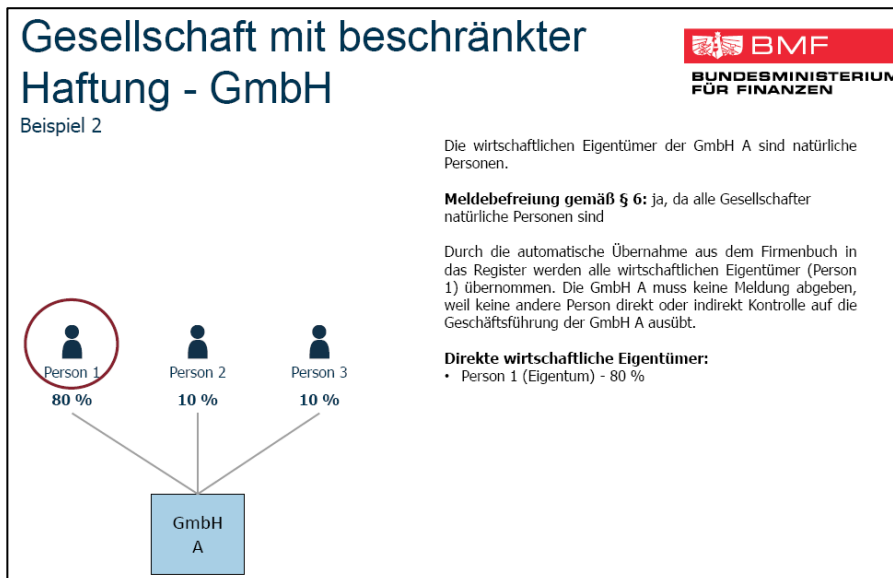 Gesellschaft mit beschränkter
Haftung - GmbH
Beispiel 2
BMF
BUNDESMINISTERIUM
FÜR FINANZEN
Die wirtschaftlichen Eigentümer der GmbH A sind natürliche
Personen.
Meldebefreiung gemäß § 6: ja, da alle Gesellschafter
natürliche Personen sind
Durch die automatische Übernahme aus dem Firmenbuch in
das Register werden alle wirtschaftlichen Eigentümer (Person
1) übernommen. Die GmbH A muss keine Meldung abgeben,
weil keine andere Person direkt oder indirekt Kontrolle auf die
Geschäftsführung der GmbH A ausübt.
Direkte wirtschaftliche Eigentümer:
• Person 1 (Eigentum) - 80 %
Person 1 Person 2 Person 3
80 % 10 % 10 %
GmbH
A